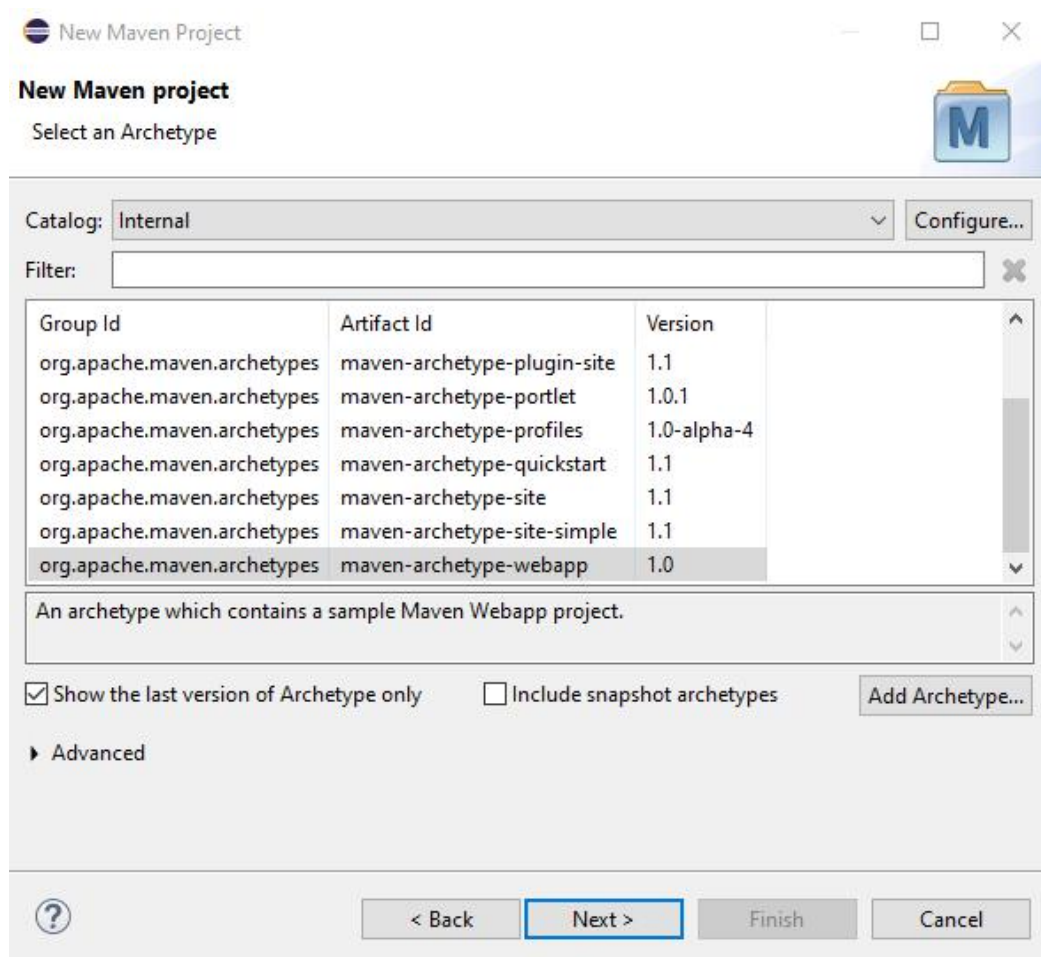 New Maven Project
New Maven project
Select an Archetype
M
Catalog: Internal Configure...
Filter:
Group Id Artifact Id Version
org.apache.maven.archetypes maven-archetype-plugin-site 1.1
org.apache.maven.archetypes maven-archetype-portlet 1.0.1
org.apache.maven.archetypes maven-archetype-profiles 1.0-alpha-4
org.apache.maven.archetypes maven-archetype-quickstart 1.1
org.apache.maven.archetypes maven-archetype-site 1.1
org.apache.maven.archetypes maven-archetype-site-simple 1.1
org.apache.maven.archetypes maven-archetype-webapp 1.0
An archetype which contains a sample Maven Webapp project.
Show the last version of Archetype only Include snapshot archetypes Add Archetype...
Advanced
? < Back Next > Finish Cancel